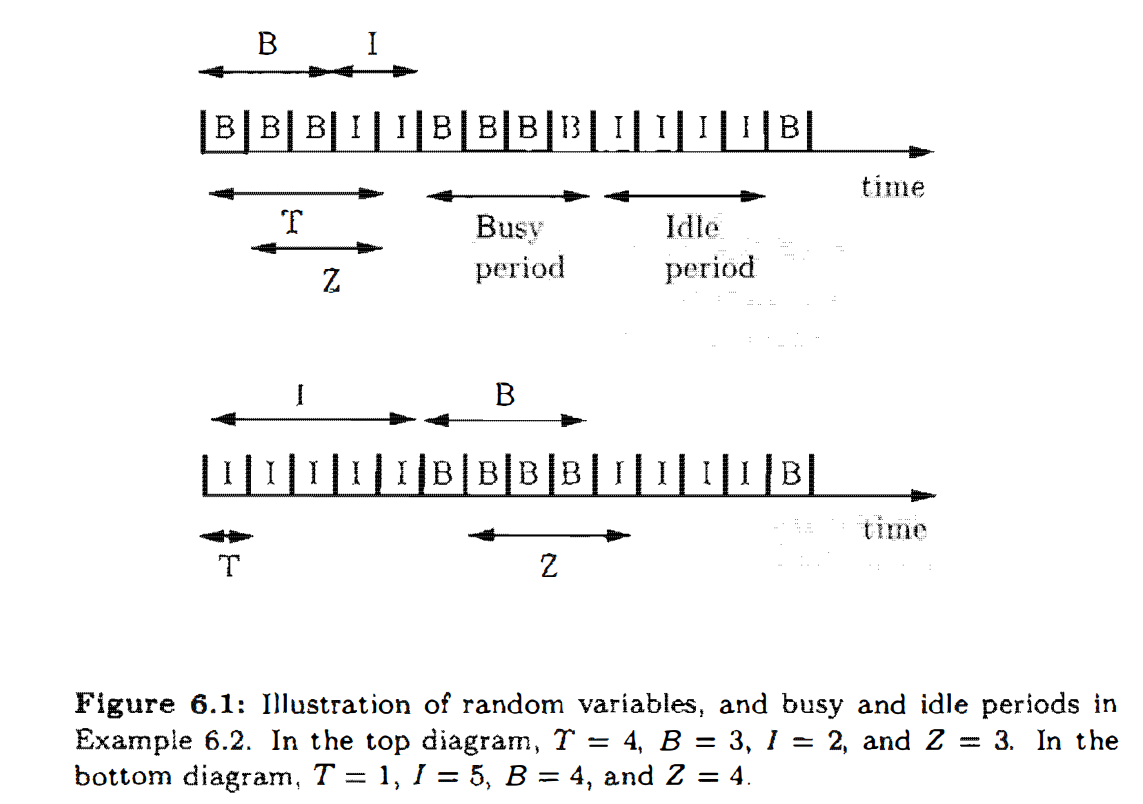 B I
B B B I I B B B B I I I I B
time
T Busy Idle
Z period period
I B
I I I I I B B B B I I I I B
time
T Z
Figure 6.1: Illustration of random variables, and busy and idle periods in
Example 6.2. In the top diagram, T = 4, B = 3, I = 2, and Z = 3. In the
bottom diagram, T = 1, I = 5, B = 4, and Z = 4.